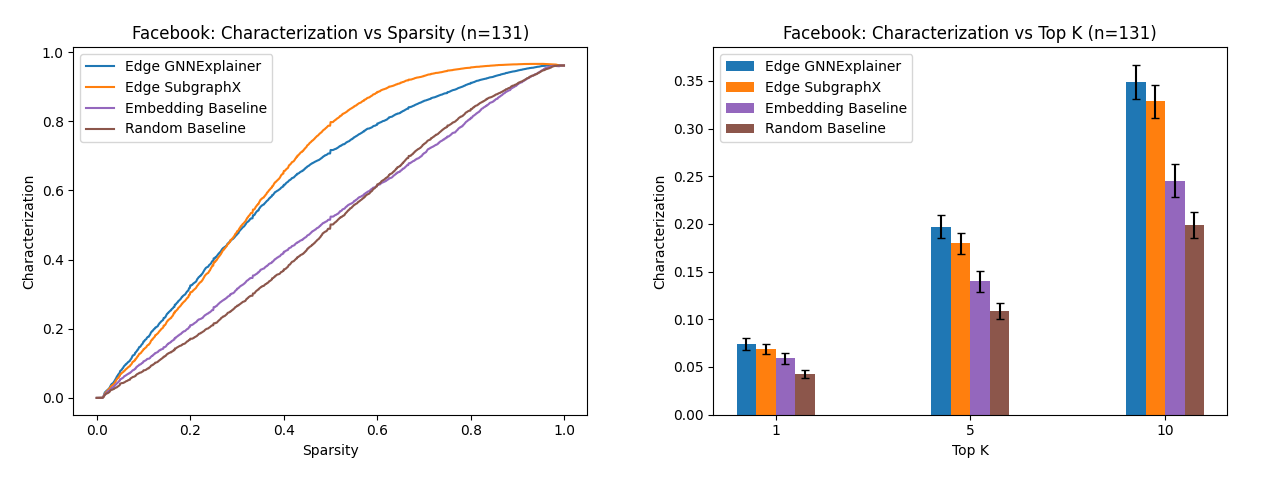 Facebook: Characterization vs Sparsity (n=131)
Edge GNNExplainer
Edge SubgraphX
Embedding Baseline
Random Baseline
Characterization
1.0
0.8
0.6
0.4
0.2
0.0
0.0 0.2 0.4 0.6 0.8 1.0
Sparsity
Facebook: Characterization vs Top K (n=131)
Edge GNNExplainer
Edge SubgraphX
Embedding Baseline
Random Baseline
Characterization
0.35
0.30
0.25
0.20
0.15
0.10
0.05
0.00
1 5 10
Top K